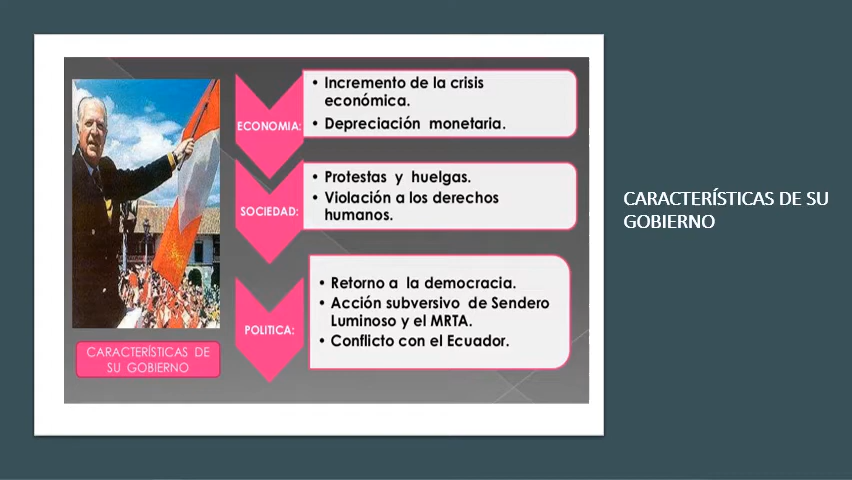 ECONOMIA:
• Incremento de la crisis
económica.
• Depreciación monetaria.
SOCIEDAD:
• Protestas y huelgas.
• Violación a los derechos
humanos.
POLITICA:
• Retorno a la democracia.
• Acción subversivo de Sendero
Luminoso y el MRTA.
• Conflicto con el Ecuador.
CARACTERÍSTICAS DE
SU GOBIERNO
CARACTERÍSTICAS DE SU
GOBIERNO